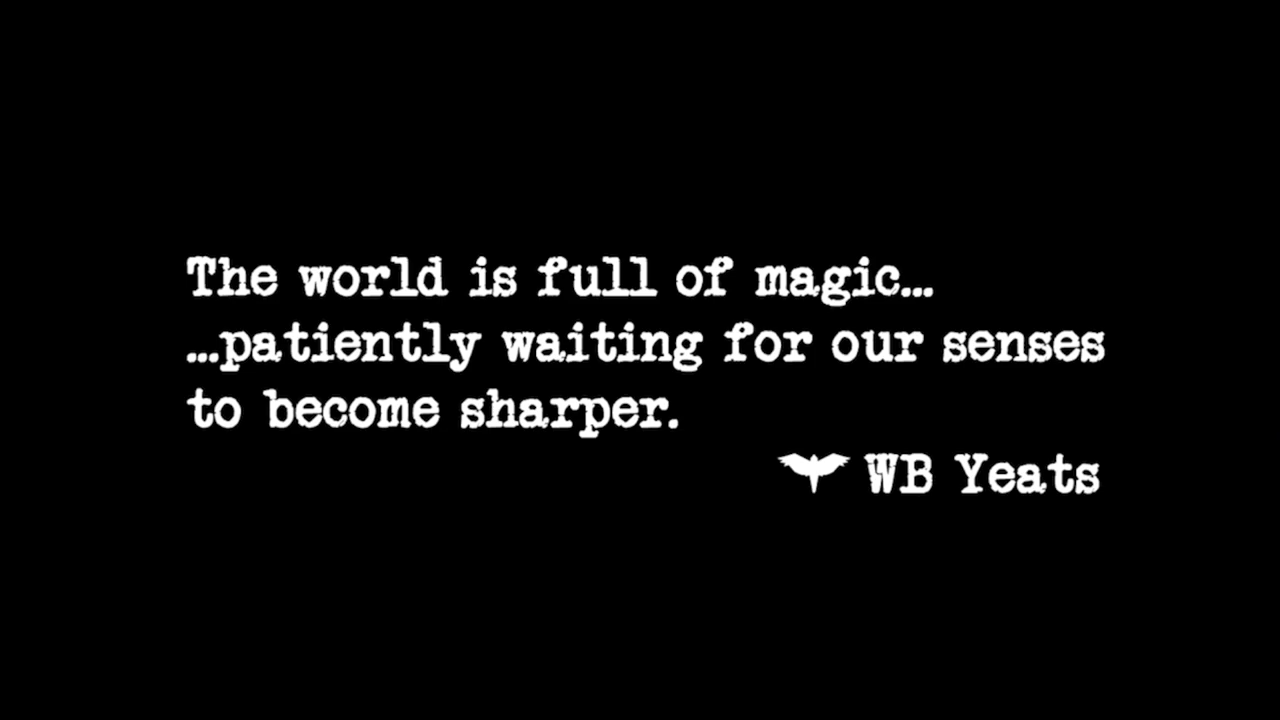 The world is full of magic...
...patiently waiting for our senses
to become sharper.
WB Yeats